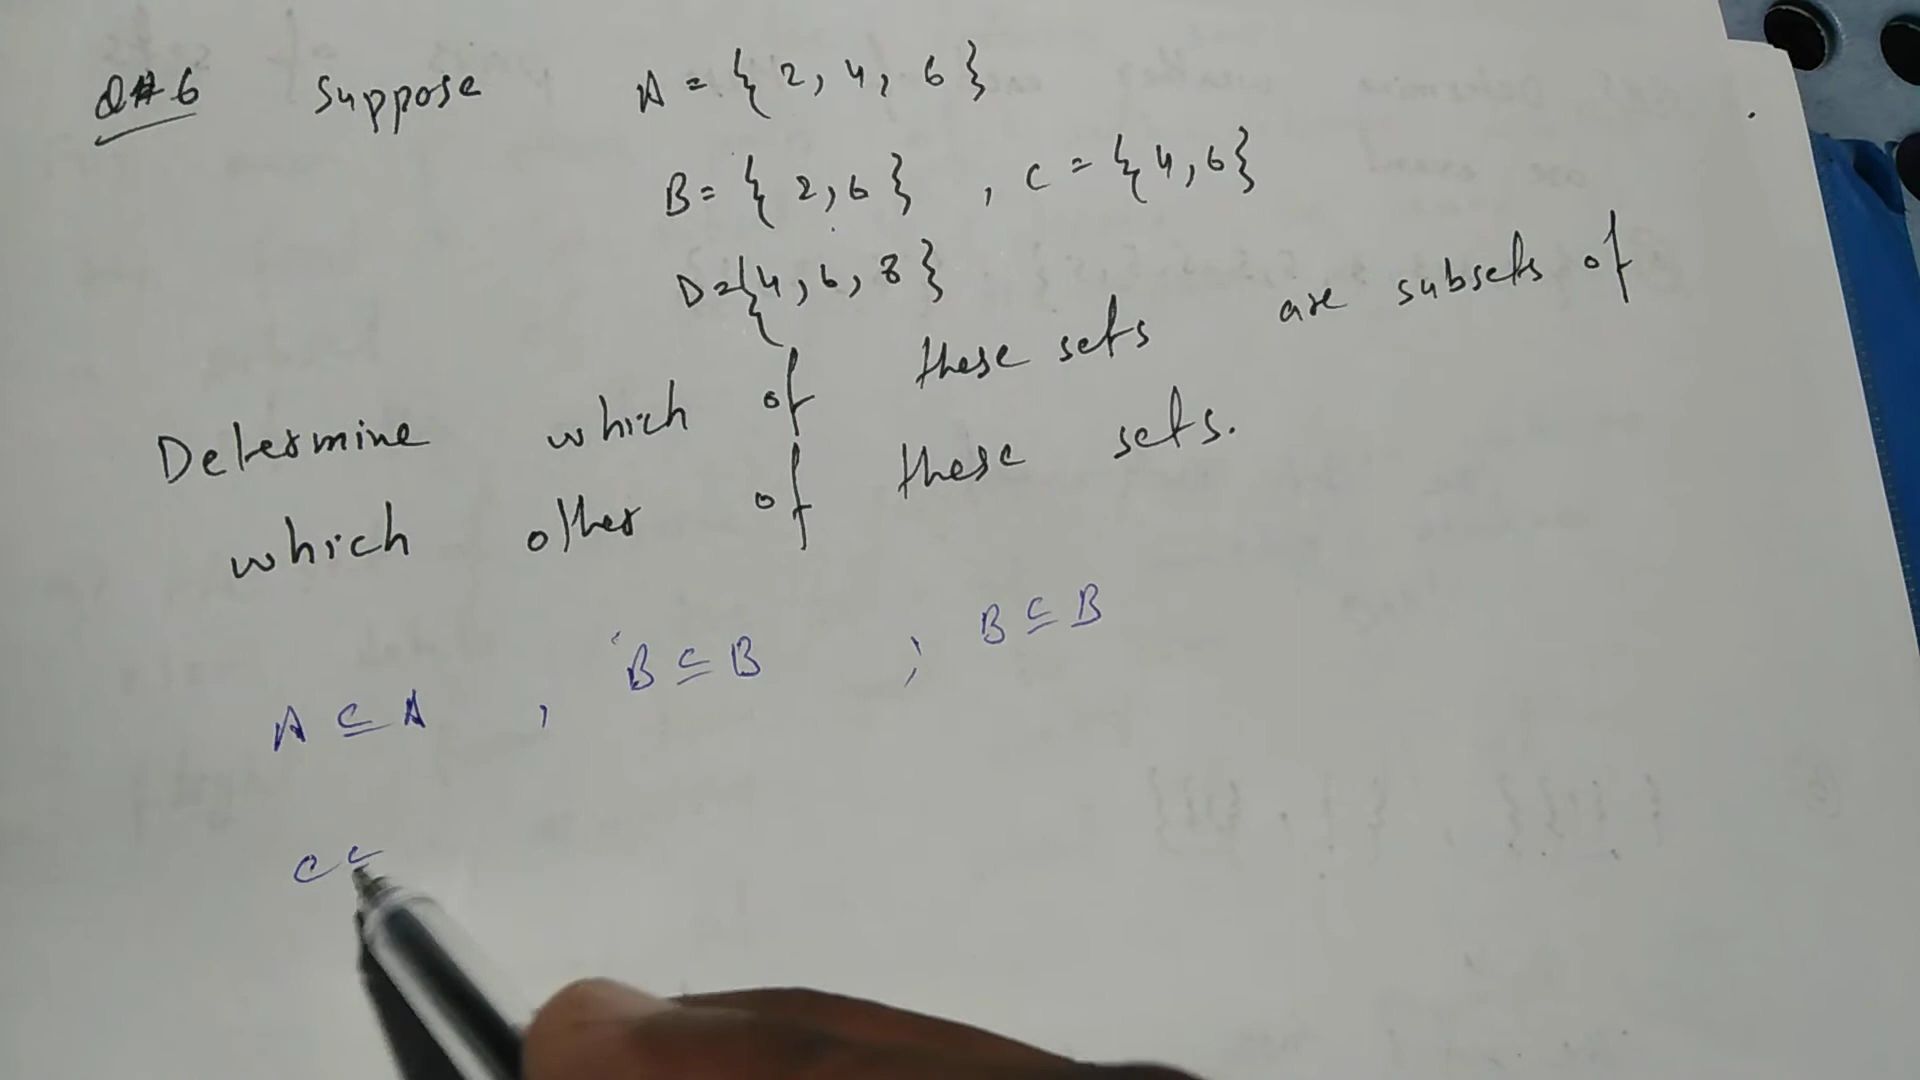 Q#6 Suppose A = { 2, 4, 6 }
B = { 2, 6 } , C = { 4, 6 }
D = { 4, 6, 8 }
Determine which of these sets are subsets of
which other of these sets.
A ⊆ A , B ⊆ B , B ⊆ B
C ⊆